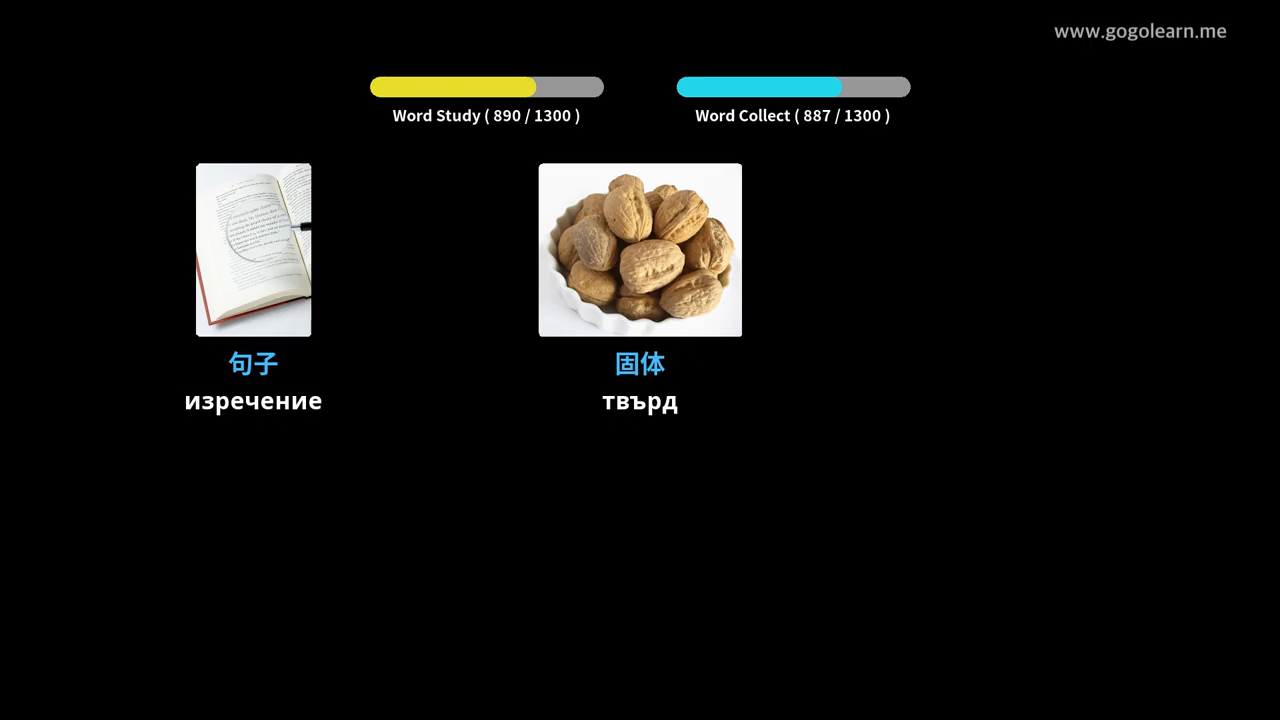 www.gogolearn.me
Word Study ( 890 / 1300 )
Word Collect ( 887 / 1300 )
句子
изречение
固体
твърд